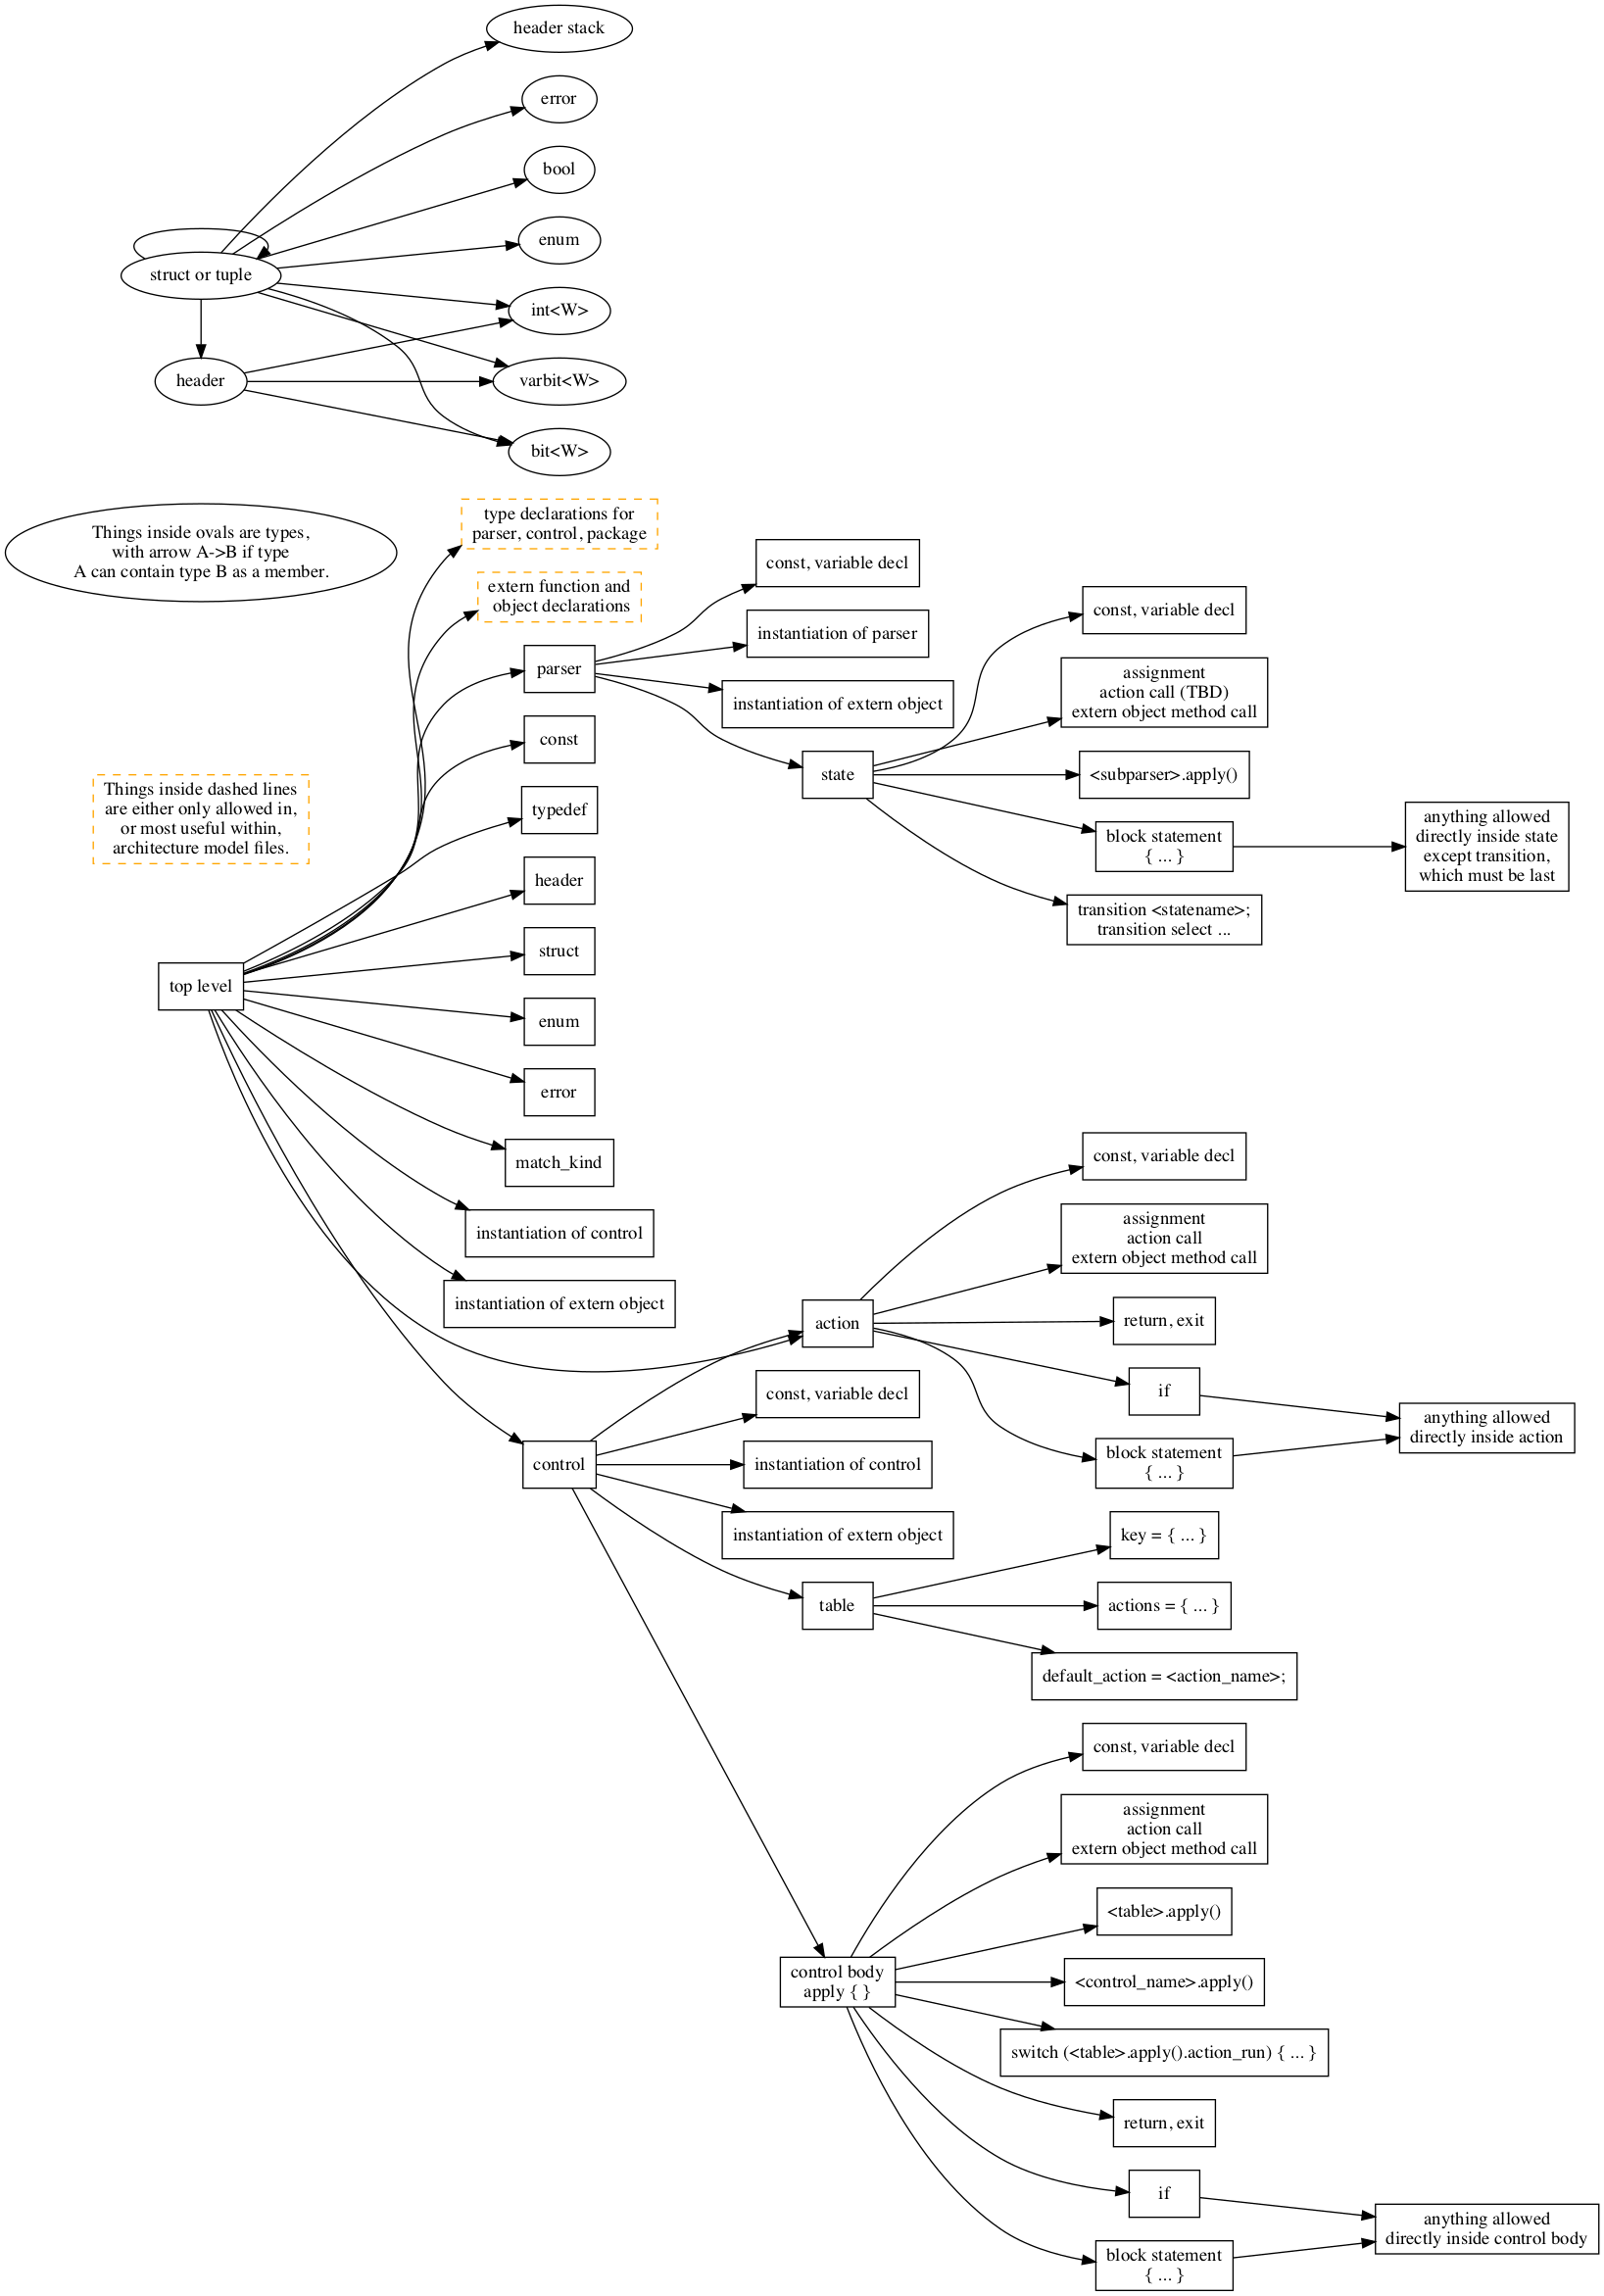 header stack
error
bool
enum
struct or tuple
int<W>
header
varbit<W>
bit<W>
Things inside ovals are types,
with arrow A->B if type
A can contain type B as a member.
type declarations for
parser, control, package
extern function and
object declarations
parser
const, variable decl
instantiation of parser
instantiation of extern object
state
const, variable decl
assignment
action call (TBD)
extern object method call
<subparser>.apply()
block statement
{ ... }
anything allowed
directly inside state
except transition,
which must be last
transition <statename>;
transition select ...
Things inside dashed lines
are either only allowed in,
or most useful within,
architecture model files.
const
typedef
header
top level
struct
enum
error
match_kind
instantiation of control
instantiation of extern object
action
const, variable decl
assignment
action call
extern object method call
return, exit
if
block statement
{ ... }
anything allowed
directly inside action
control
const, variable decl
instantiation of control
instantiation of extern object
table
key = { ... }
actions = { ... }
default_action = <action_name>;
control body
apply { }
const, variable decl
assignment
action call
extern object method call
<table>.apply()
<control_name>.apply()
switch (<table>.apply().action_run) { ... }
return, exit
if
block statement
{ ... }
anything allowed
directly inside control body